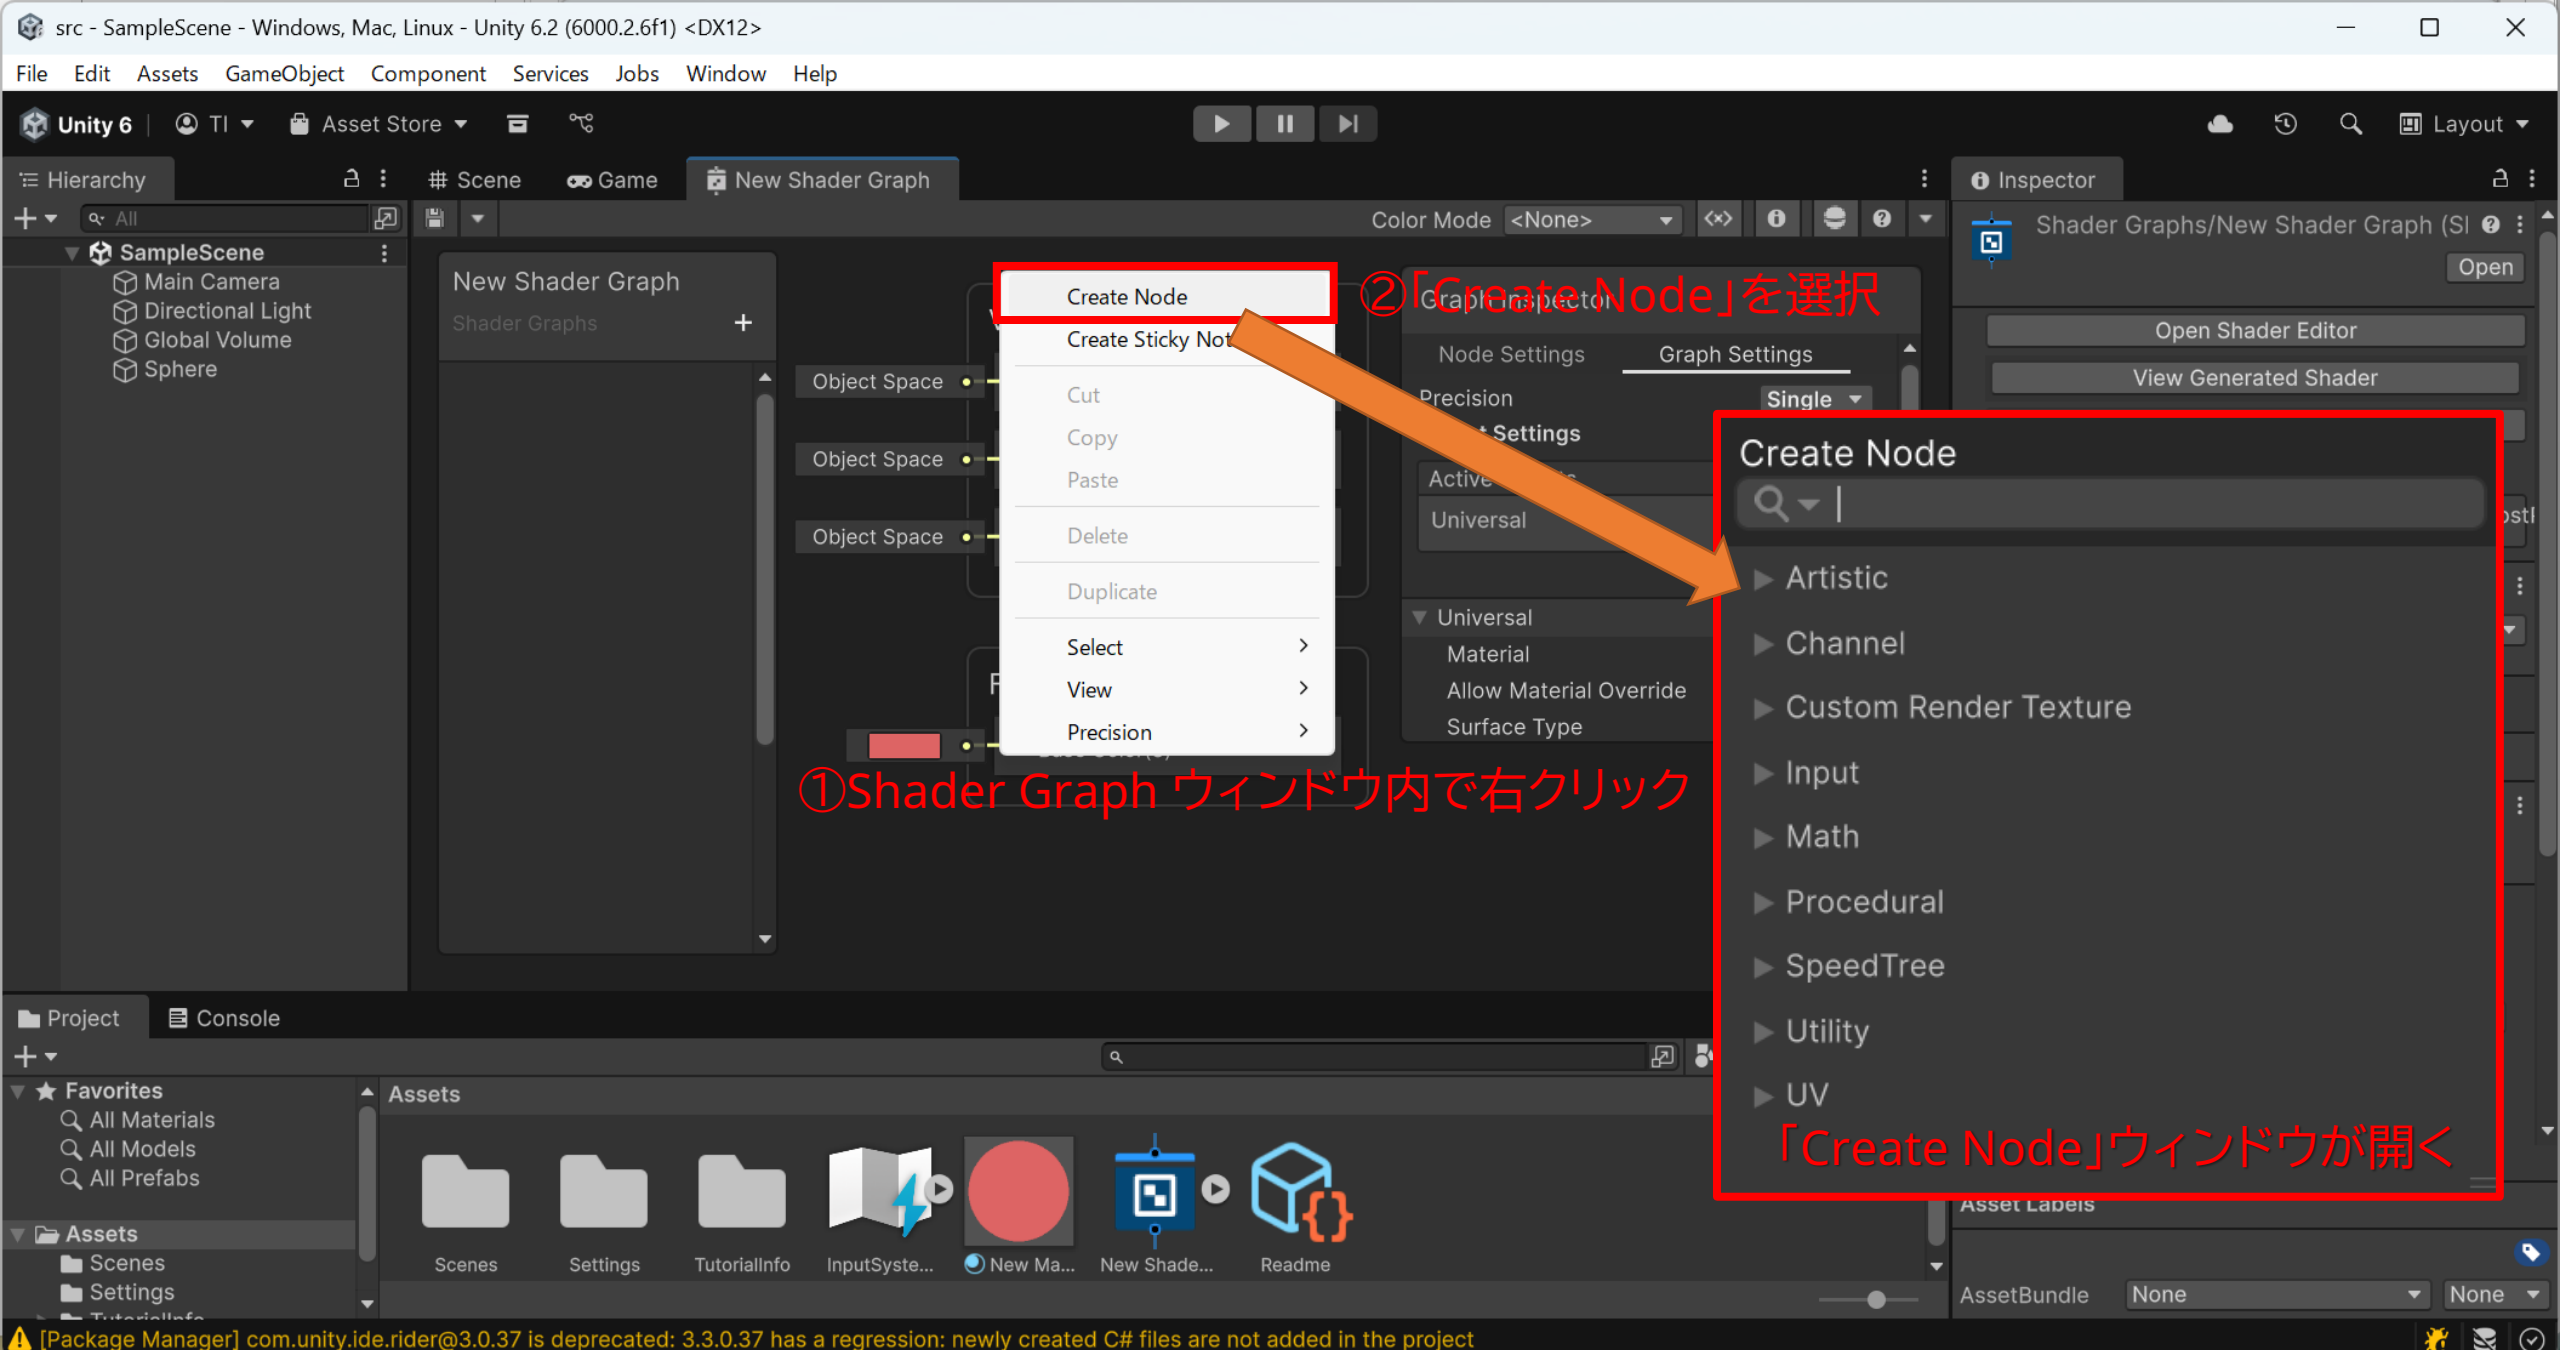 src - SampleScene - Windows, Mac, Linux - Unity 6.2 (6000.2.6f1) <DX12>
File Edit Assets GameObject Component Services Jobs Window Help
Unity 6 TI Asset Store Layout
Hierarchy Scene Game New Shader Graph Inspector
All
Color Mode <None>
Shader Graphs/New Shader Graph (Sl
Open
Open Shader Editor
View Generated Shader
SampleScene
Main Camera
Directional Light
Global Volume
Sphere
New Shader Graph
Shader Graphs
Object Space
Object Space
Object Space
Create Node
Create Sticky Not
Cut
Copy
Paste
Delete
Duplicate
Select
View
Precision
②「Create Node」を選択
Graph Inspector
Node Settings Graph Settings
Precision Single
Settings
Active
Universal
Universal
Material
Allow Material Override
Surface Type
①Shader Graph ウィンドウ内で右クリック
Create Node
Artistic
Channel
Custom Render Texture
Input
Math
Procedural
SpeedTree
Utility
UV
「Create Node」ウィンドウが開く
Project Console
Favorites
All Materials
All Models
All Prefabs
Assets
Scenes
Settings
TutorialInfo
Assets
Scenes Settings TutorialInfo InputSyste... New Ma... New Shade... Readme
Asset Labels
AssetBundle None None
[Package Manager] com.unity.ide.rider@3.0.37 is deprecated: 3.3.0.37 has a regression: newly created C# files are not added in the project